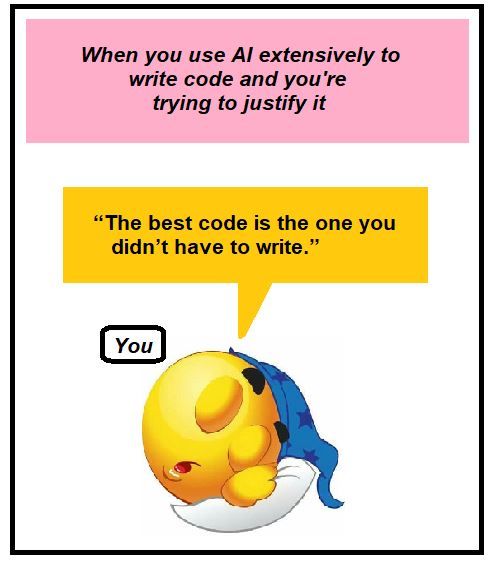 When you use AI extensively to
write code and you're
trying to justify it
“The best code is the one you
didn’t have to write.”
You